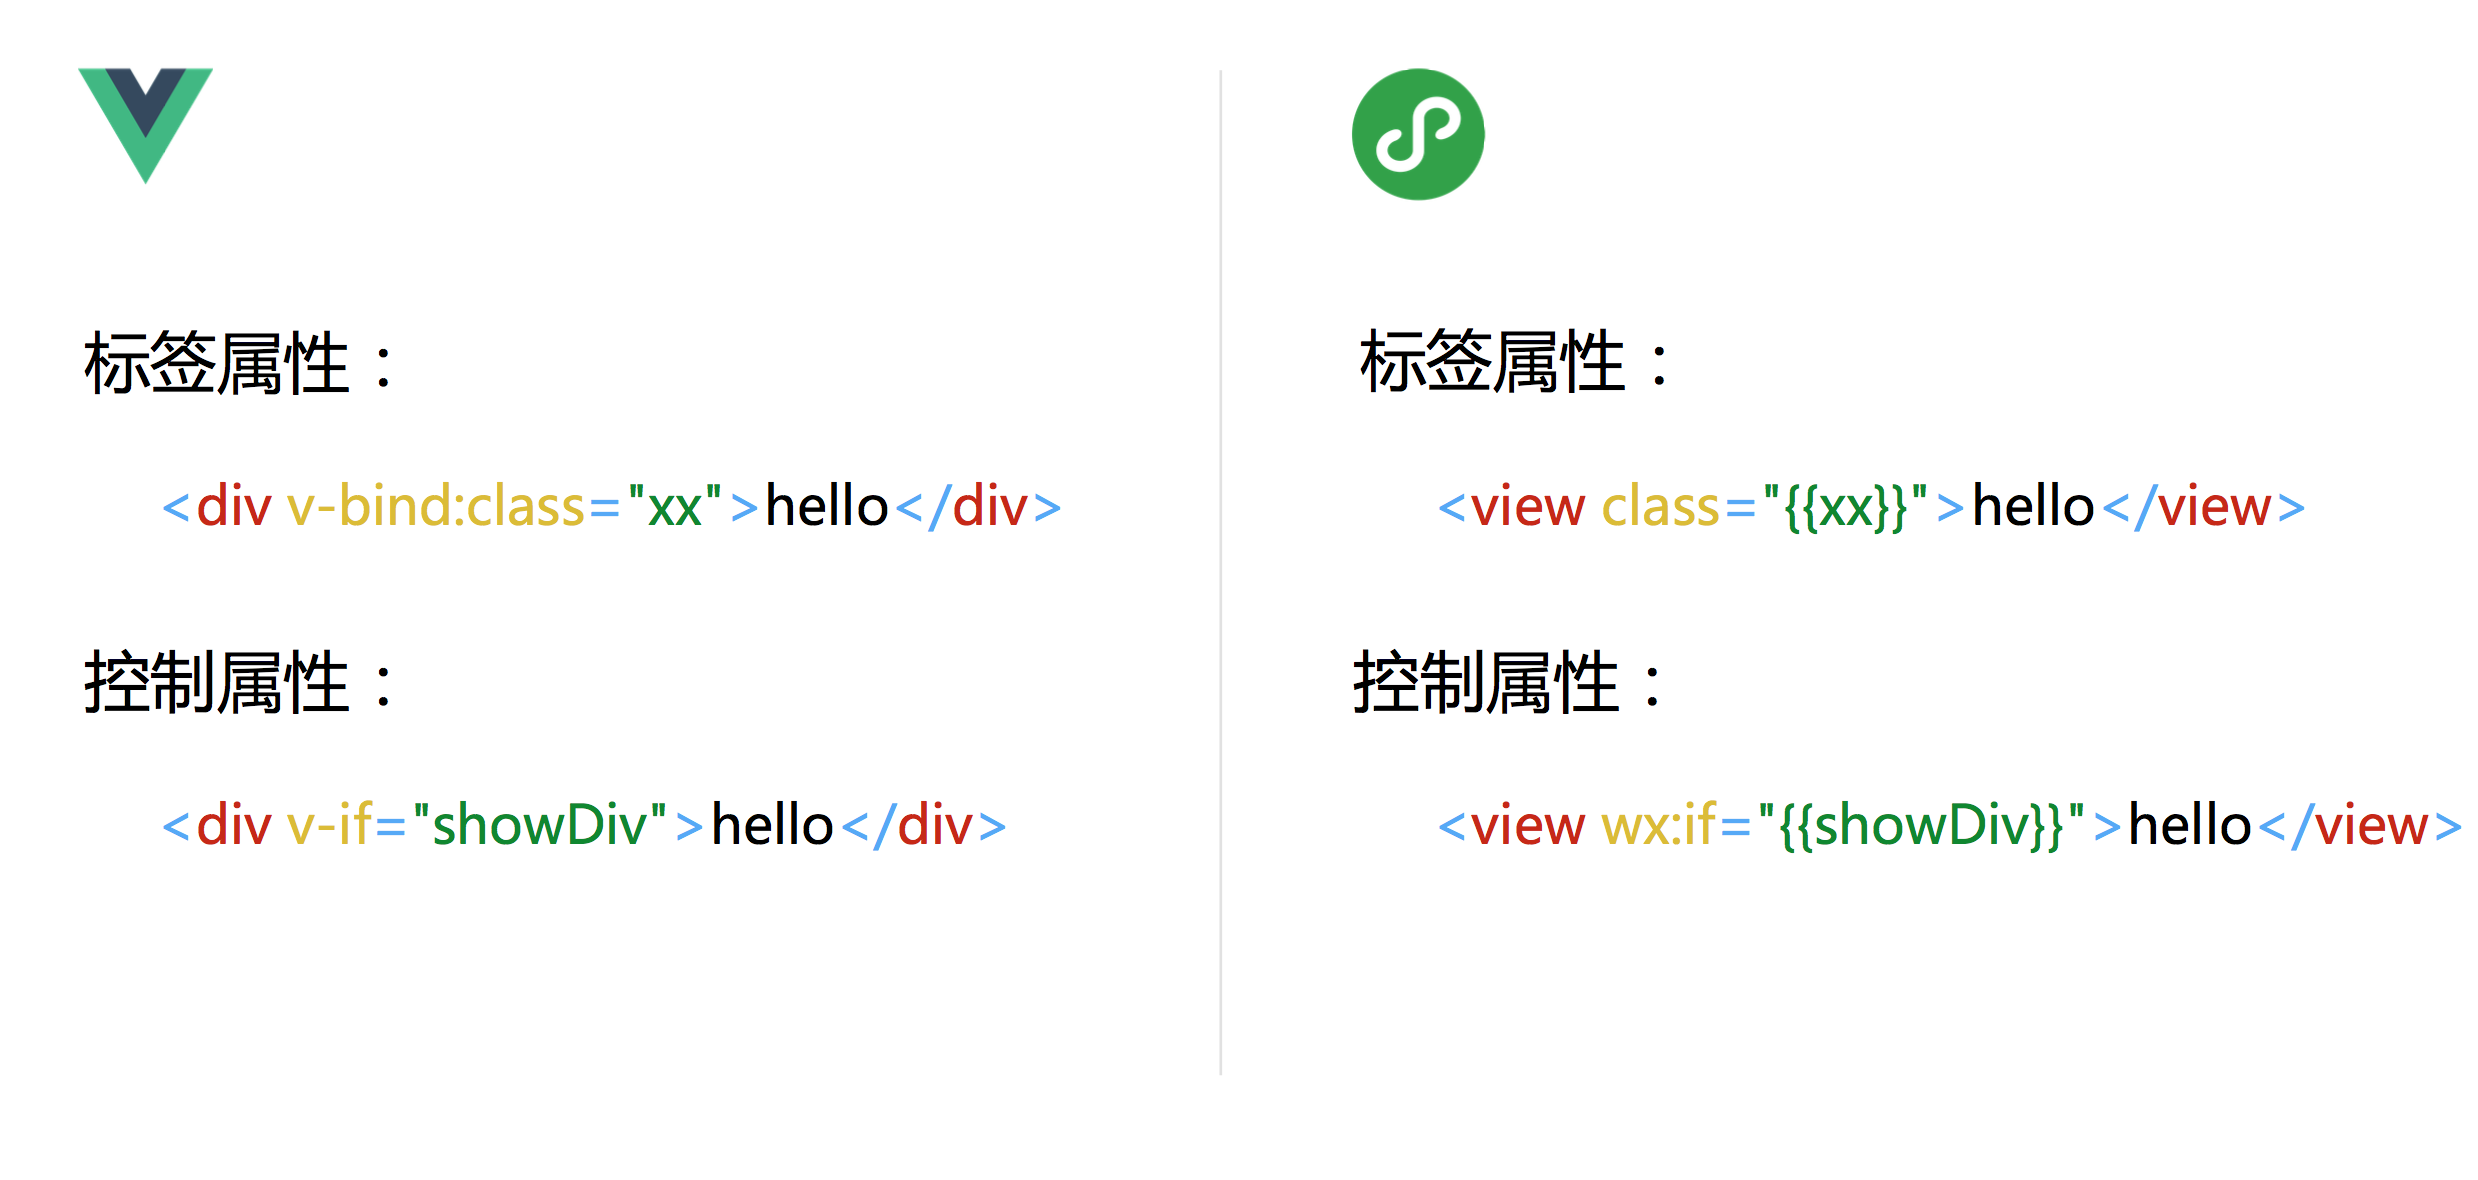 标签属性：
<div v-bind:class="xx">hello</div>
控制属性：
<div v-if="showDiv">hello</div>
标签属性：
<view class="{{xx}}">hello</view>
控制属性：
<view wx:if="{{showDiv}}">hello</view>